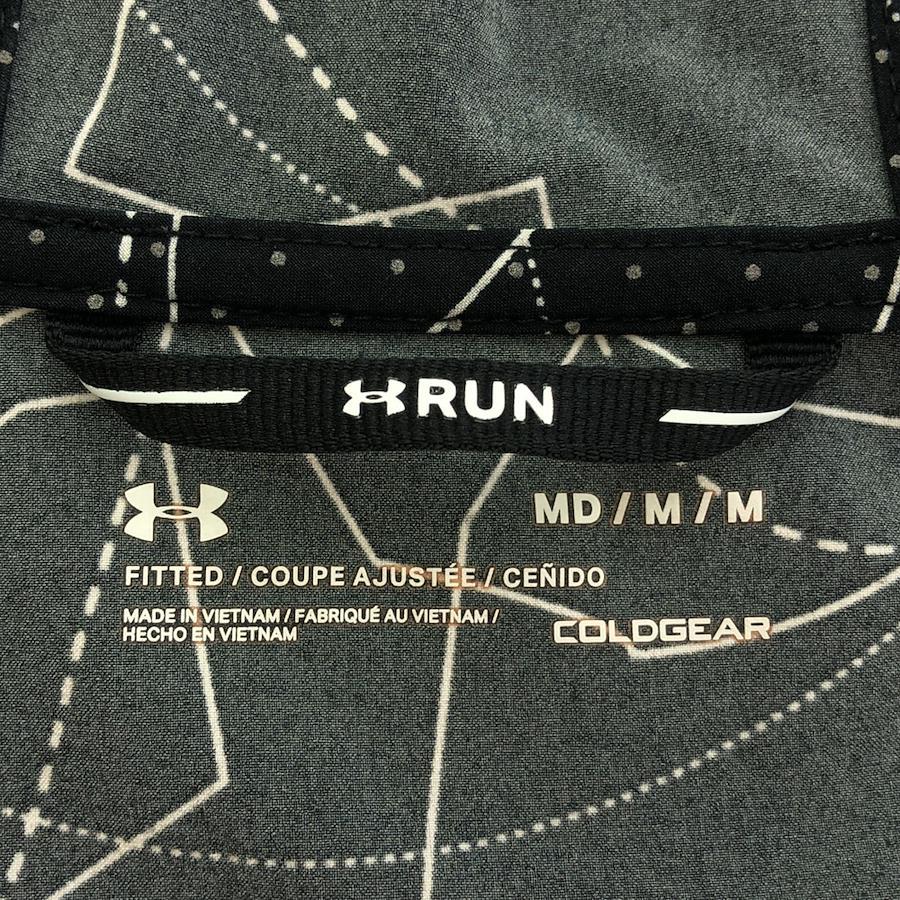 RUN
MD / M / M
FITTED / COUPE AJUSTÉE / CEÑIDO
MADE IN VIETNAM / FABRIQUÉ AU VIETNAM /
HECHO EN VIETNAM
COLDGEAR